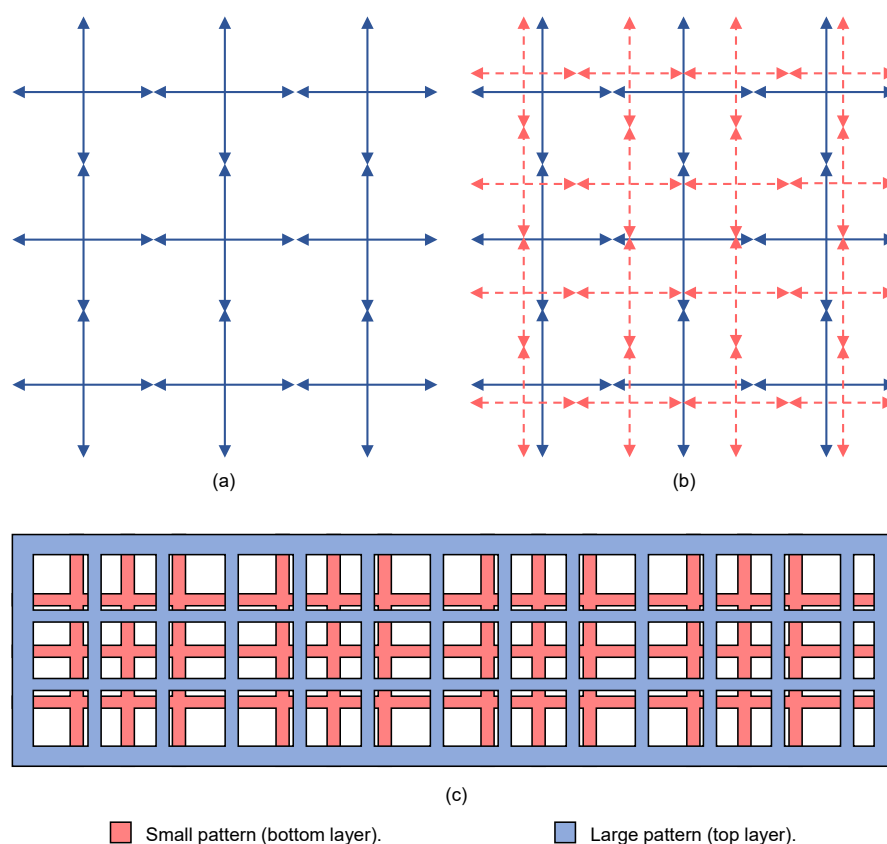 (a)
(b)
(c)
Small pattern (bottom layer).
Large pattern (top layer).